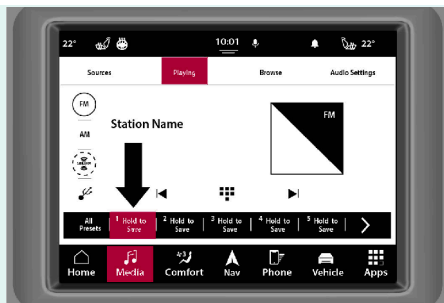 22° 10:01 22°
Sources Playing Browse Audio Settings
FM
Station Name
FM
AM
All Presets 1 Hold to Save 2 Hold to Save 3 Hold to Save 4 Hold to Save 5 Hold to Save
Home Media Comfort Nav Phone Vehicle Apps